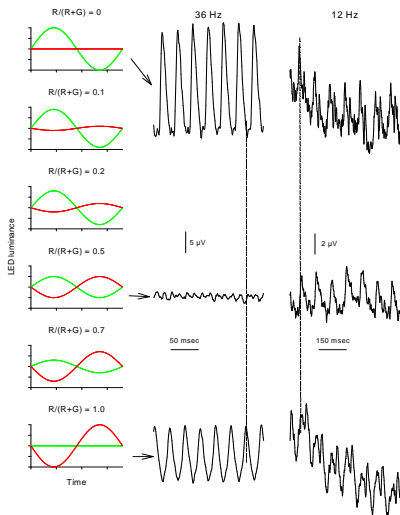 R/(R+G) = 0
36 Hz
12 Hz
R/(R+G) = 0.1
R/(R+G) = 0.2
LED luminance
5 µV
2 µV
R/(R+G) = 0.5
R/(R+G) = 0.7
50 msec
150 msec
R/(R+G) = 1.0
Time